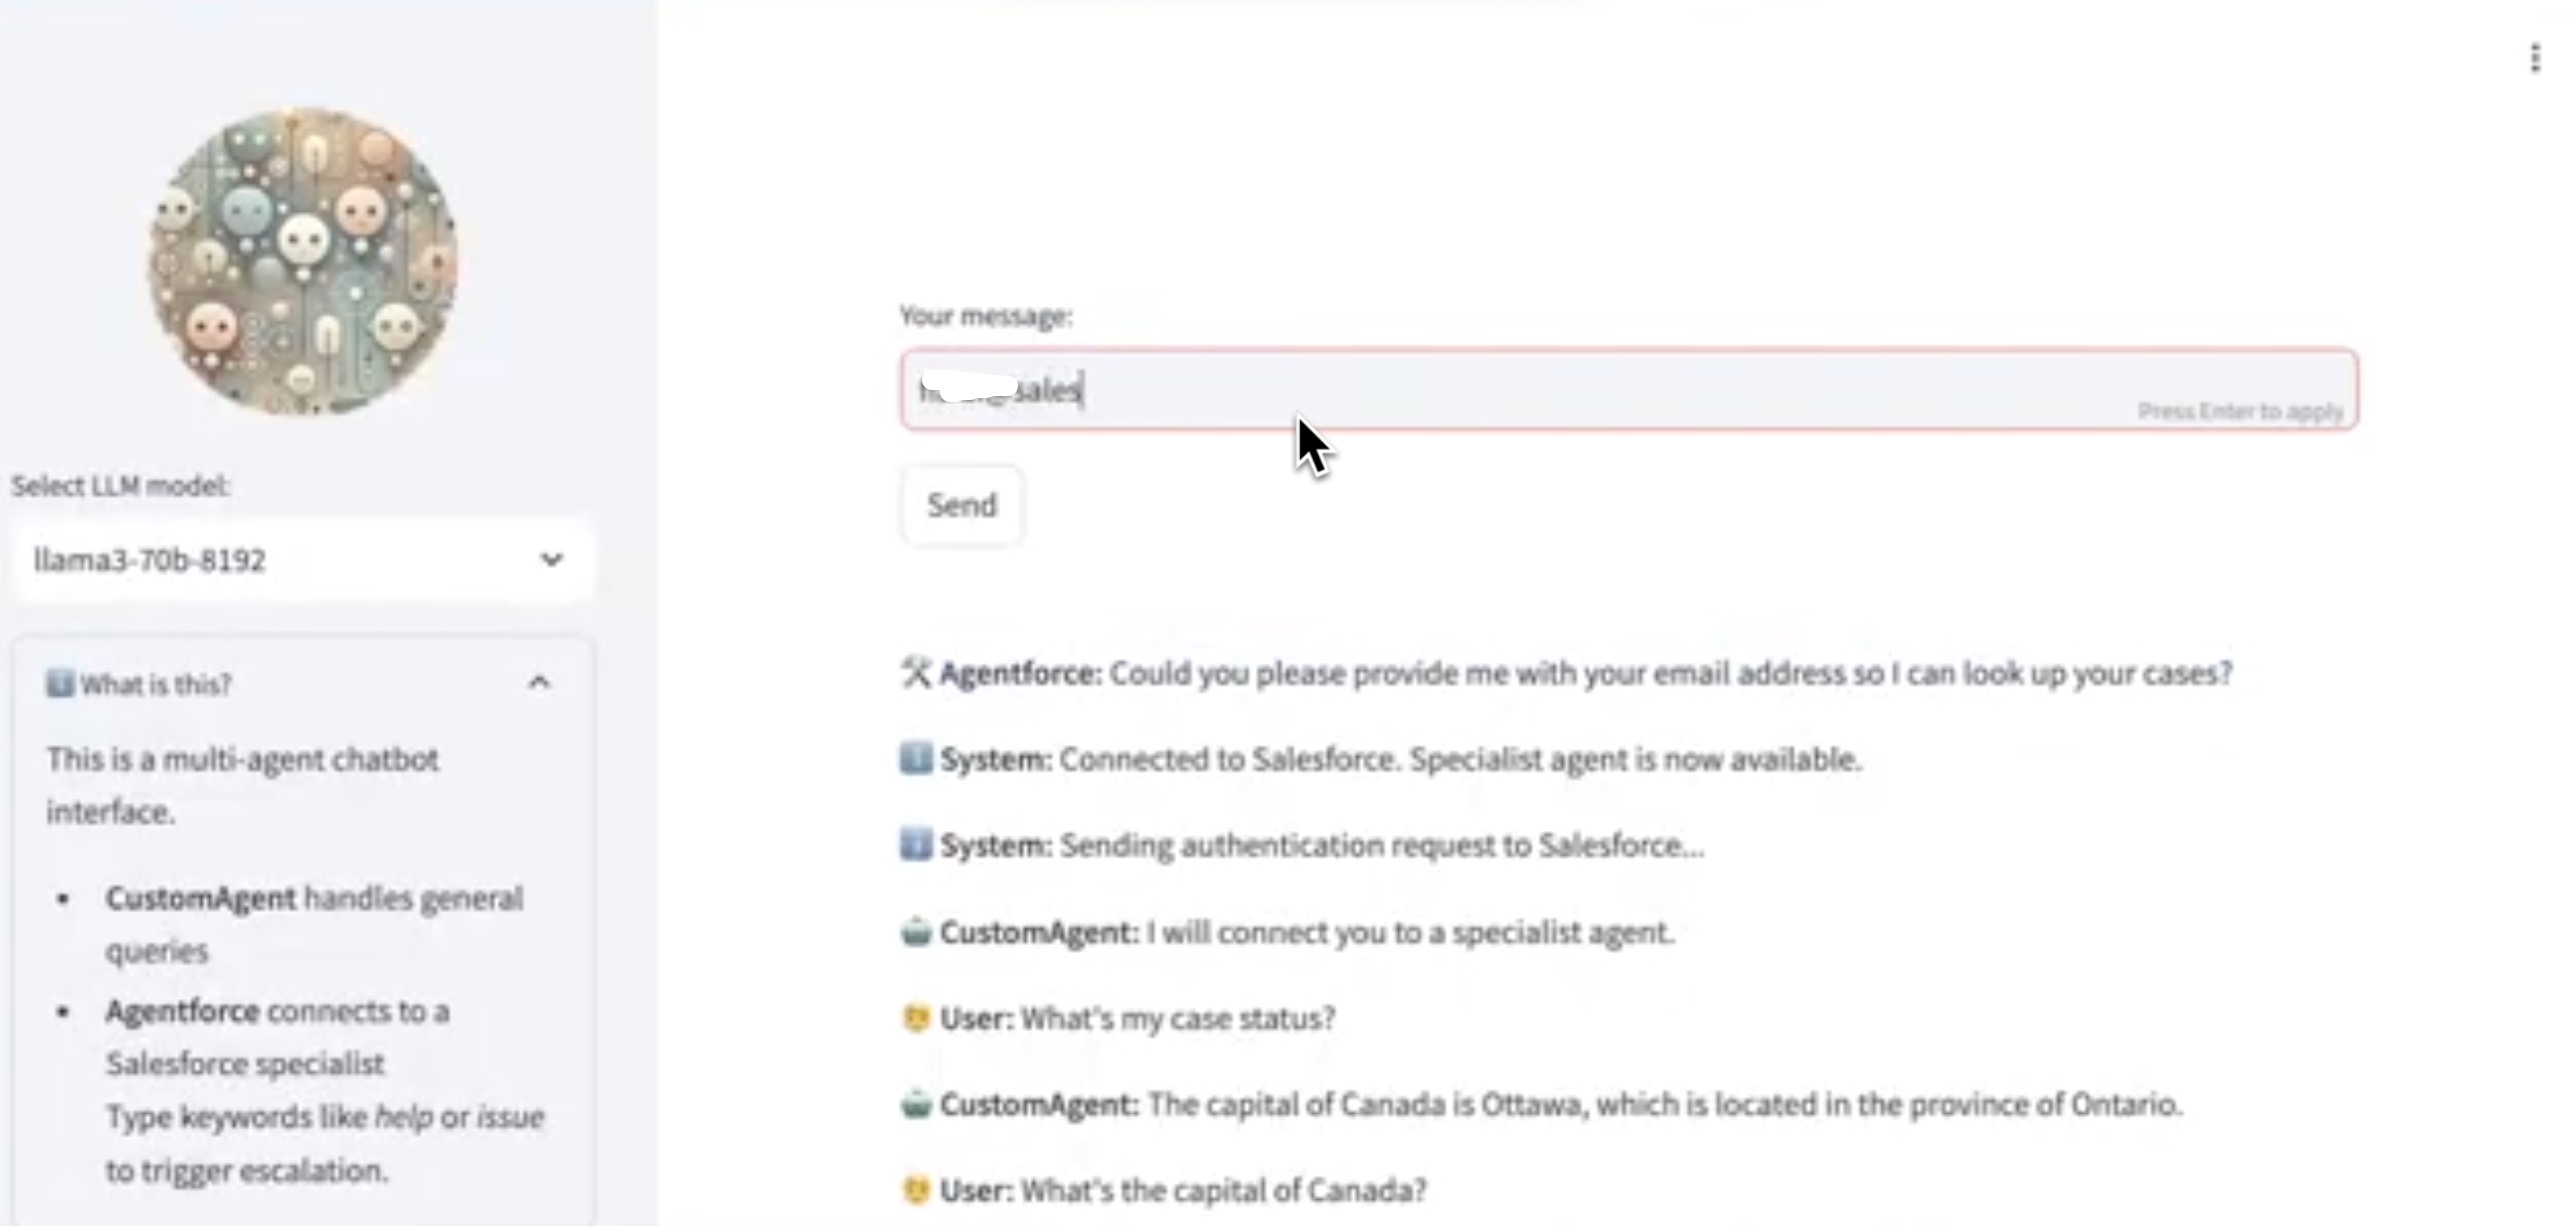 Select LLM model:
llama3-70b-8192
What is this?
This is a multi-agent chatbot
interface.
• CustomAgent handles general
queries
• Agentforce connects to a
Salesforce specialist
Type keywords like help or issue
to trigger escalation.
Your message:
sales
Press Enter to apply
Send
Agentforce: Could you please provide me with your email address so I can look up your cases?
System: Connected to Salesforce. Specialist agent is now available.
System: Sending authentication request to Salesforce...
CustomAgent: I will connect you to a specialist agent.
User: What's my case status?
CustomAgent: The capital of Canada is Ottawa, which is located in the province of Ontario.
User: What's the capital of Canada?